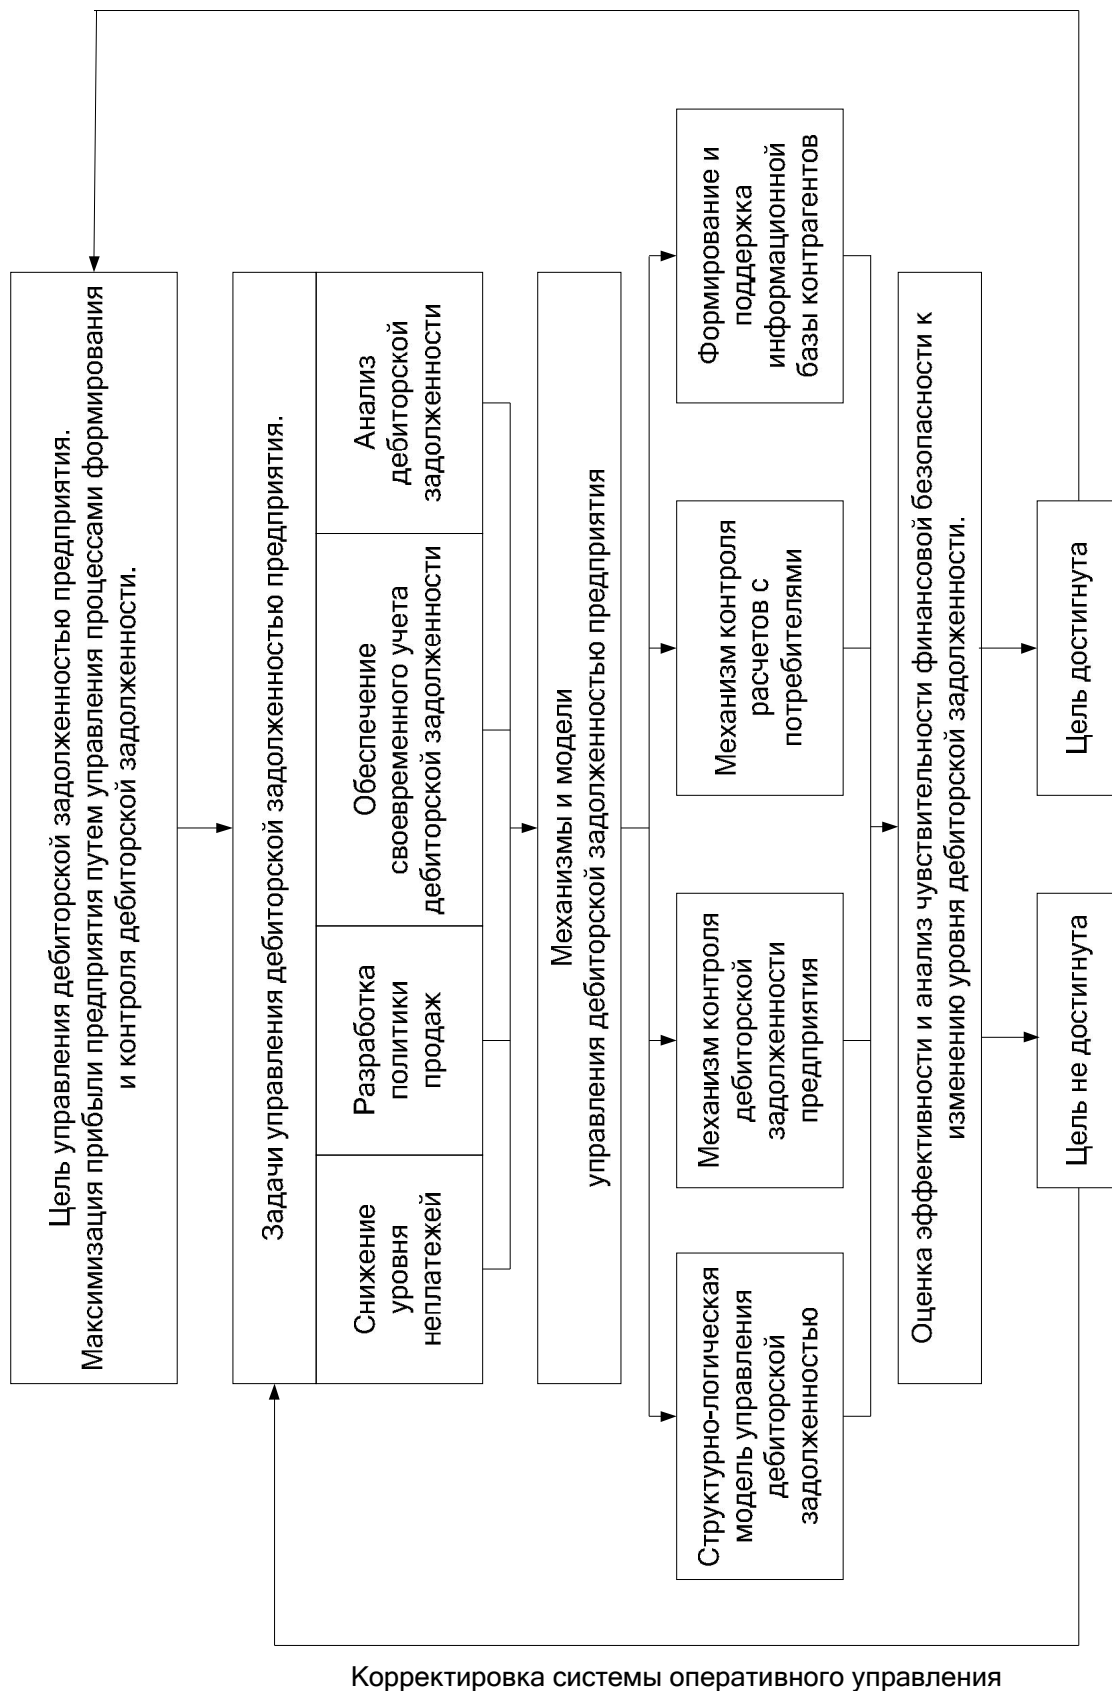 Цель управления дебиторской задолженностью предприятия.
Максимизация прибыли предприятия путем управления процессами формирования
и контроля дебиторской задолженности.
Задачи управления дебиторской задолженностью предприятия.
Снижение
уровня
неплатежей
Разработка
политики
продаж
Обеспечение
своевременного учета
дебиторской задолженности
Анализ
дебиторской
задолженности
Механизмы и модели
управления дебиторской задолженностью предприятия
Структурно-логическая
модель управления
дебиторской
задолженностью
Механизм контроля
дебиторской
задолженности
предприятия
Механизм контроля
расчетов с
потребителями
Формирование и
поддержка
информационной
базы контрагентов
Оценка эффективности и анализ чувствительности финансовой безопасности к
изменению уровня дебиторской задолженности.
Цель не достигнута
Цель достигнута
Корректировка системы оперативного управления